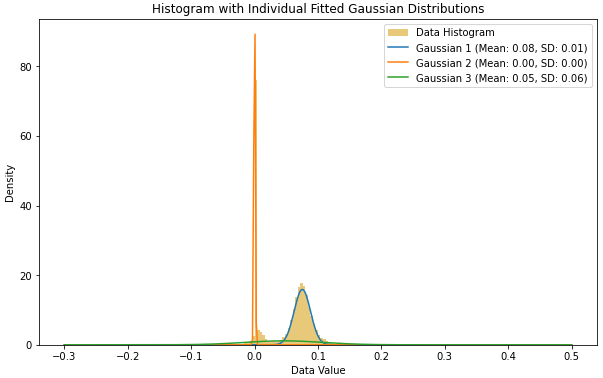 Histogram with Individual Fitted Gaussian Distributions
Data Histogram
Gaussian 1 (Mean: 0.08, SD: 0.01)
Gaussian 2 (Mean: 0.00, SD: 0.00)
Gaussian 3 (Mean: 0.05, SD: 0.06)
Density
80
60
40
20
0
−0.3 −0.2 −0.1 0.0 0.1 0.2 0.3 0.4 0.5
Data Value